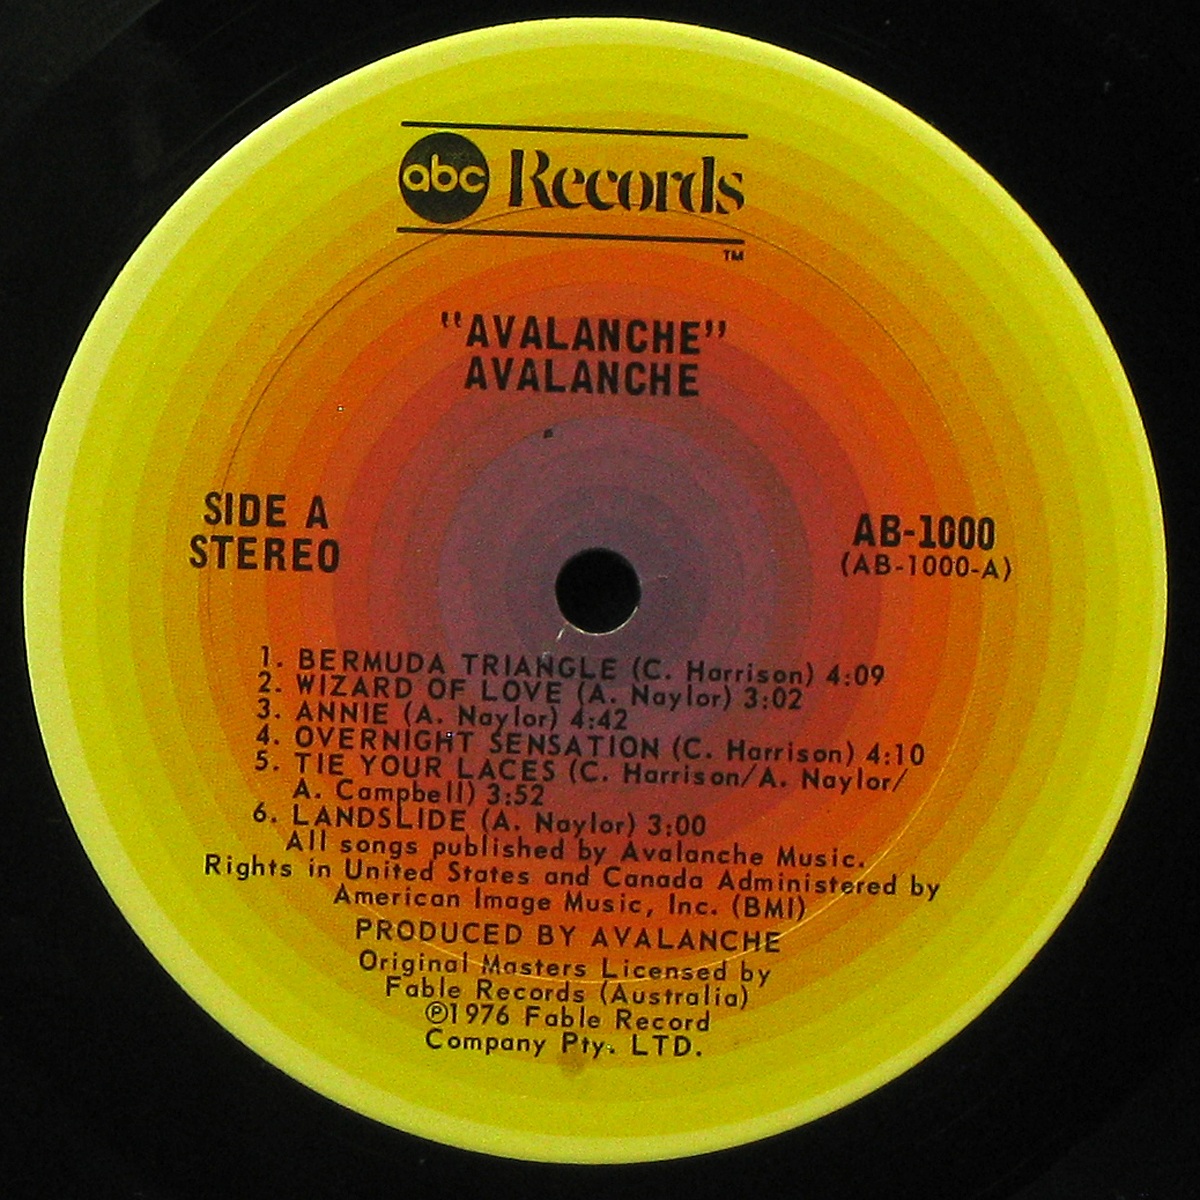 abc Records
TM
"AVALANCHE"
AVALANCHE
SIDE A
STEREO
AB-1000
(AB-1000-A)
1. BERMUDA TRIANGLE (C. Harrison) 4:09
2. WIZARD OF LOVE (A. Naylor) 3:02
3. ANNIE (A. Naylor) 4:42
4. OVERNIGHT SENSATION (C. Harrison) 4:10
5. TIE YOUR LACES (C. Harrison/A. Naylor/
A. Campbell) 3:52
6. LANDSLIDE (A. Naylor) 3:00
All songs published by Avalanche Music.
Rights in United States and Canada Administered by
American Image Music, Inc. (BMI)
PRODUCED BY AVALANCHE
Original Masters Licensed by
Fable Records (Australia)
℗1976 Fable Record
Company Pty. LTD.